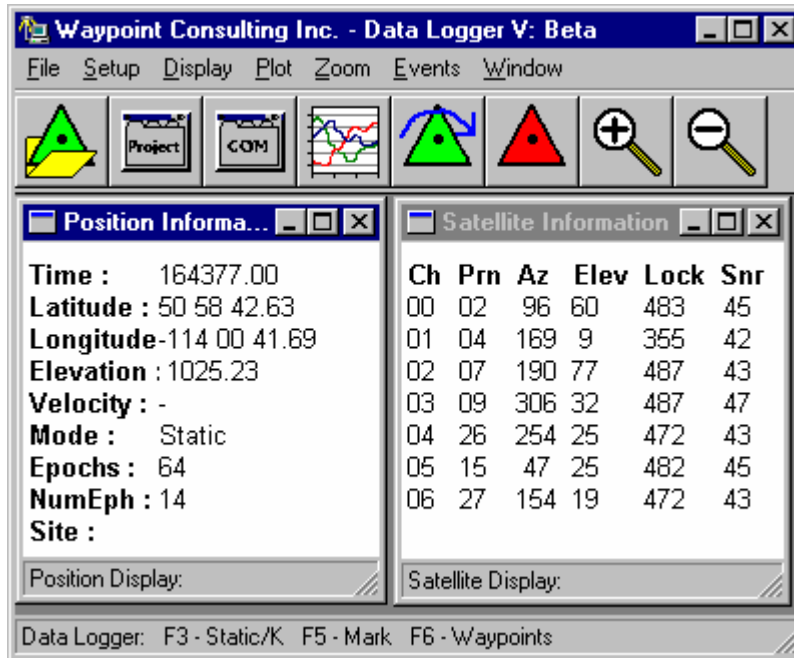 Waypoint Consulting Inc. - Data Logger V: Beta
File Setup Display Plot Zoom Events Window
Project COM
Position Informa...
Time : 164377.00
Latitude : 50 58 42.63
Longitude-114 00 41.69
Elevation : 1025.23
Velocity : -
Mode : Static
Epochs : 64
NumEph : 14
Site :
Position Display:
Satellite Information
Ch Prn Az Elev Lock Snr
00 02 96 60 483 45
01 04 169 9 355 42
02 07 190 77 487 43
03 09 306 32 487 47
04 26 254 25 472 43
05 15 47 25 482 45
06 27 154 19 472 43
Satellite Display:
Data Logger: F3 - Static/K F5 - Mark F6 - Waypoints